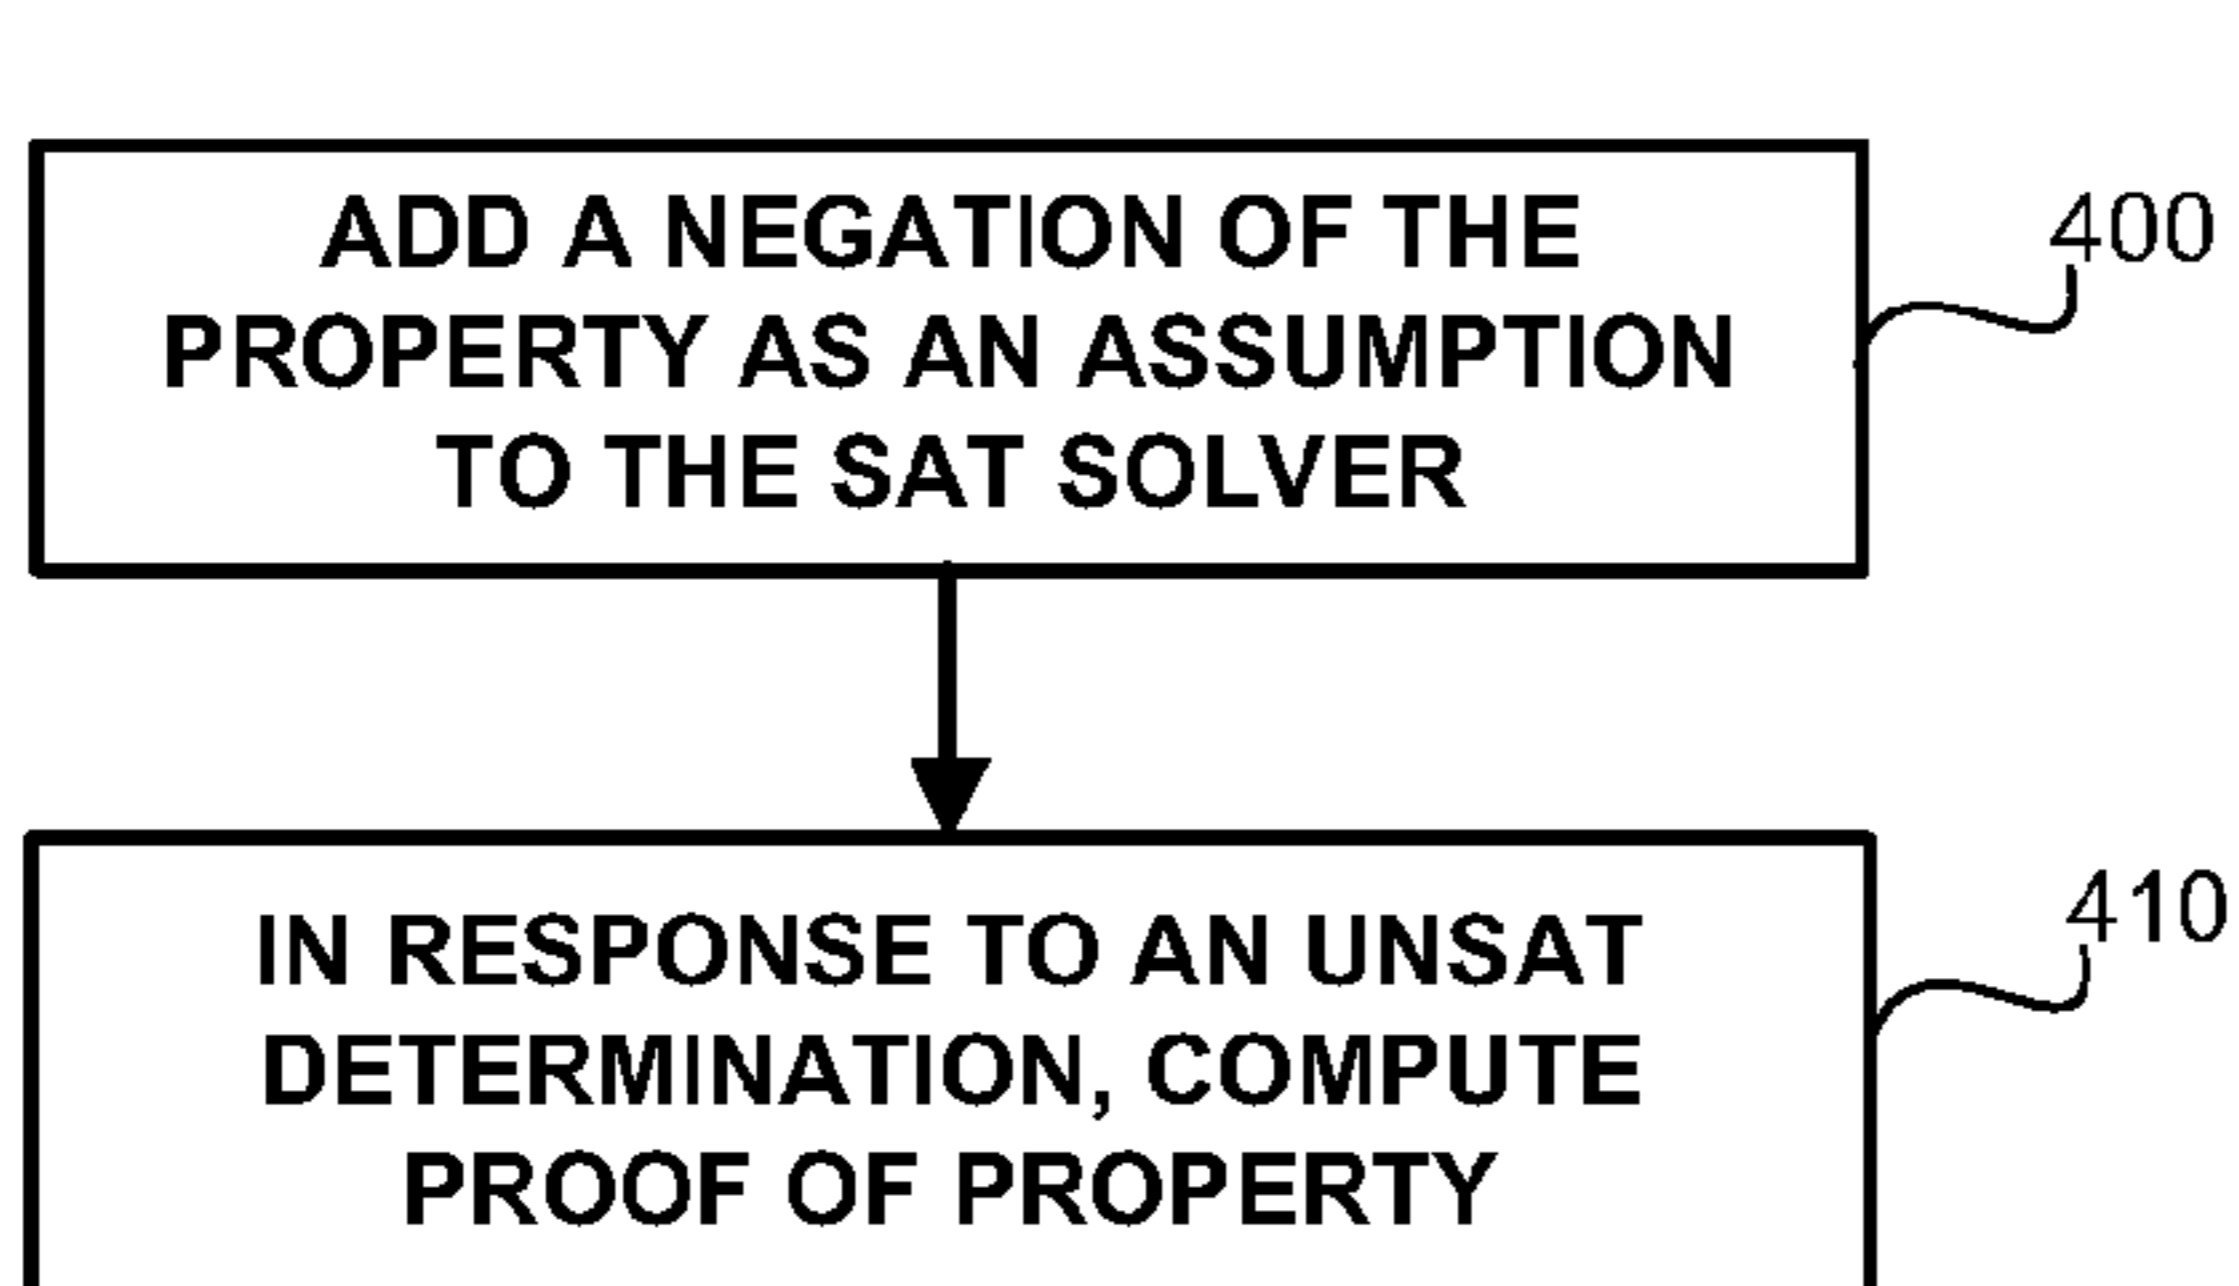 ADD A NEGATION OF THE
PROPERTY AS AN ASSUMPTION
TO THE SAT SOLVER
400
IN RESPONSE TO AN UNSAT
DETERMINATION, COMPUTE
PROOF OF PROPERTY
410